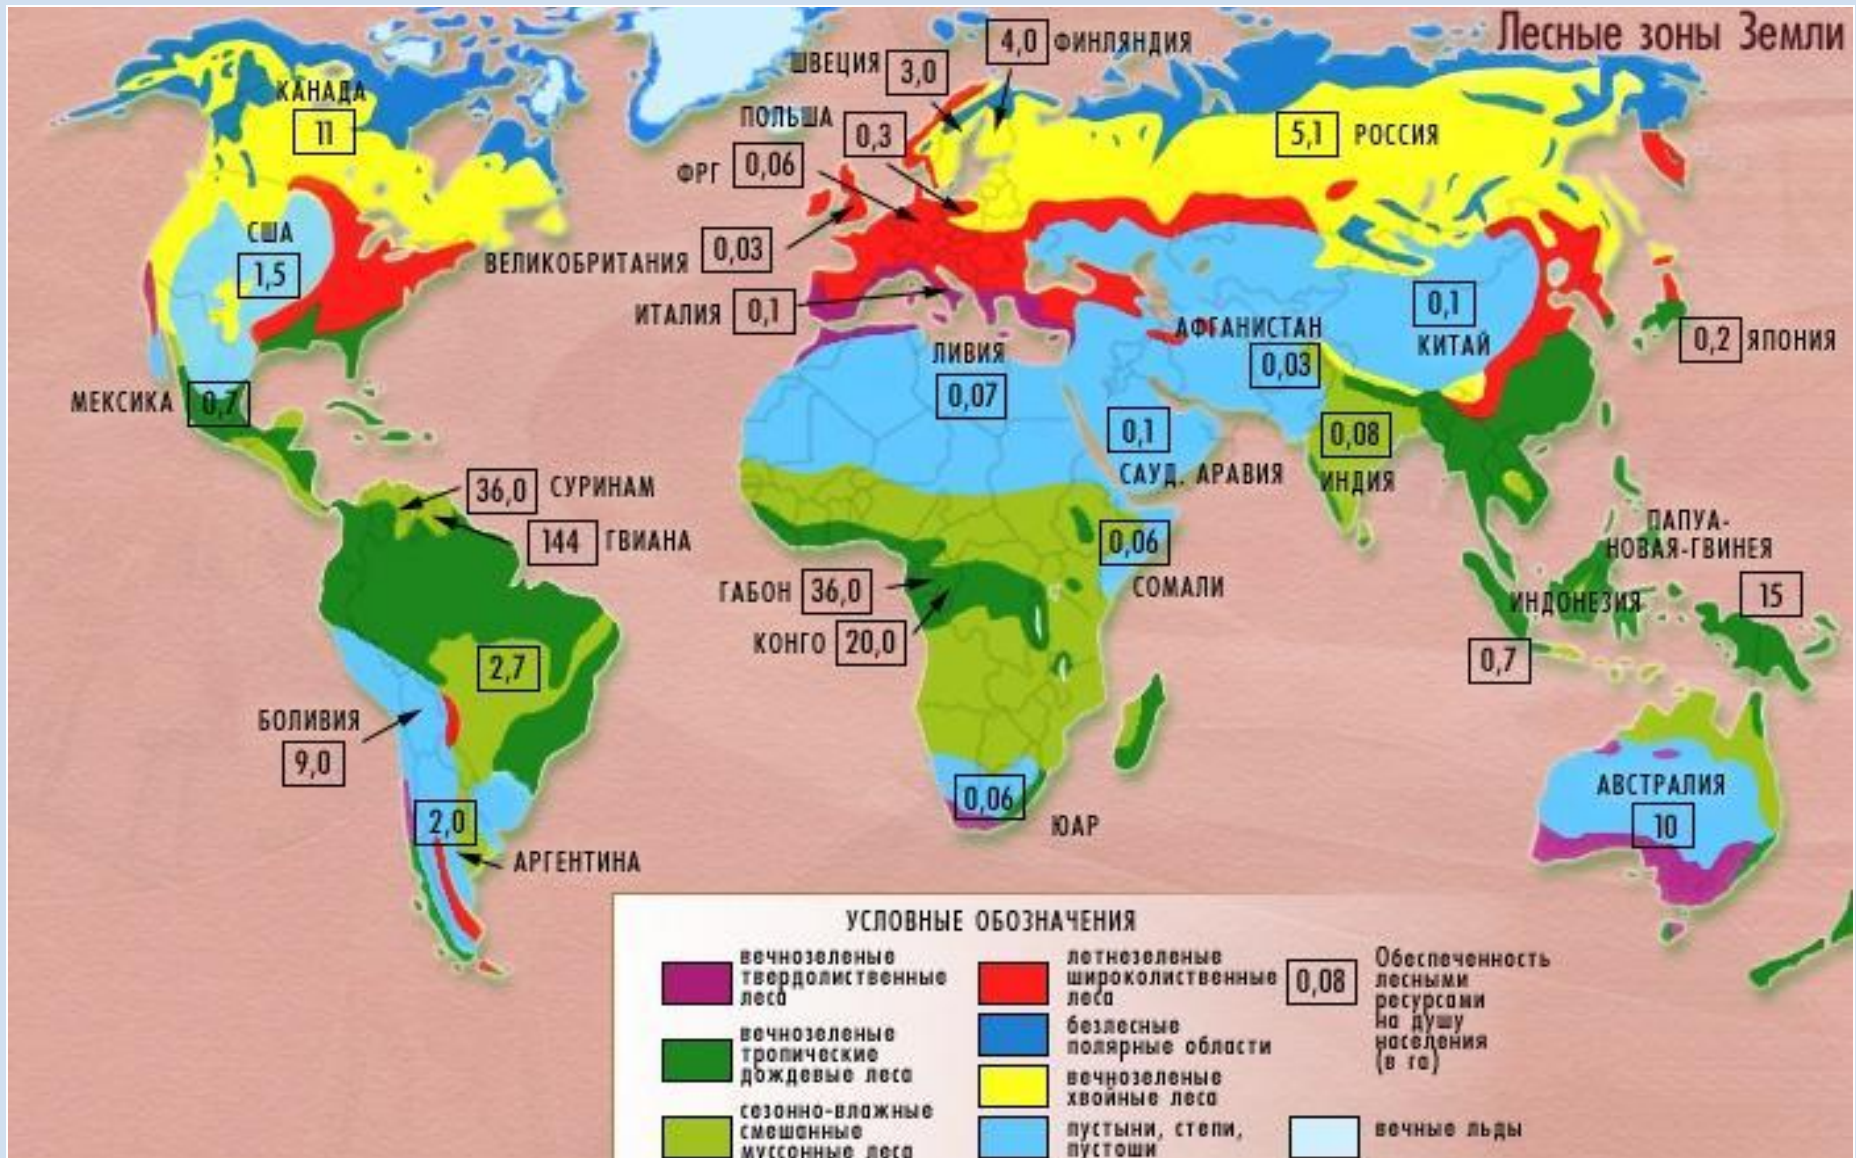 Лесные зоны Земли
4,0 ФИНЛЯНДИЯ
ШВЕЦИЯ 3,0
КАНАДА
11
ПОЛЬША 0,3
5,1 РОССИЯ
ФРГ 0,06
США
1,5
ВЕЛИКОБРИТАНИЯ 0,03
ИТАЛИЯ 0,1
0,1
КИТАЙ
АФГАНИСТАН
0,03
0,2 ЯПОНИЯ
ЛИВИЯ
0,07
МЕКСИКА 0,7
0,1
САУД. АРАВИЯ
0,08
ИНДИЯ
36,0 СУРИНАМ
144 ГВИАНА
ПАПУА-
НОВАЯ-ГВИНЕЯ
15
0,06
СОМАЛИ
ГАБОН 36,0
КОНГО 20,0
ИНДОНЕЗИЯ
0,7
2,7
БОЛИВИЯ
9,0
АВСТРАЛИЯ
10
0,06
ЮАР
2,0
АРГЕНТИНА
УСЛОВНЫЕ ОБОЗНАЧЕНИЯ
вечнозеленые
твердолиственные
леса
вечнозеленые
тропические
дождевые леса
сезонно-влажные
смешанные
муссонные леса
летнезеленые
широколиственные
леса
безлесные
полярные области
вечнозеленые
хвойные леса
пустыни, степи,
пустоши
0,08
Обеспеченность
лесными
ресурсами
на душу
населения
(в га)
вечные льды